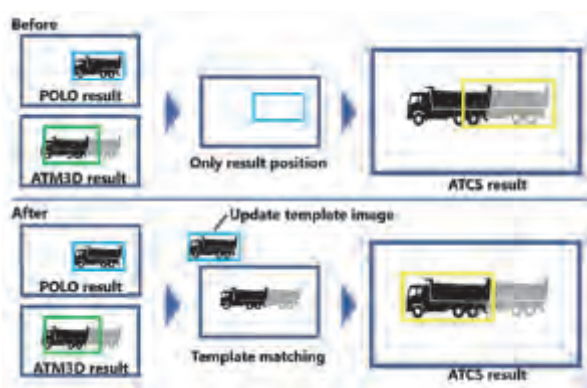 Before
POLO result
ATM3D result
Only result position
ATCS result
After
Update template image
POLO result
ATM3D result
Template matching
ATCS result